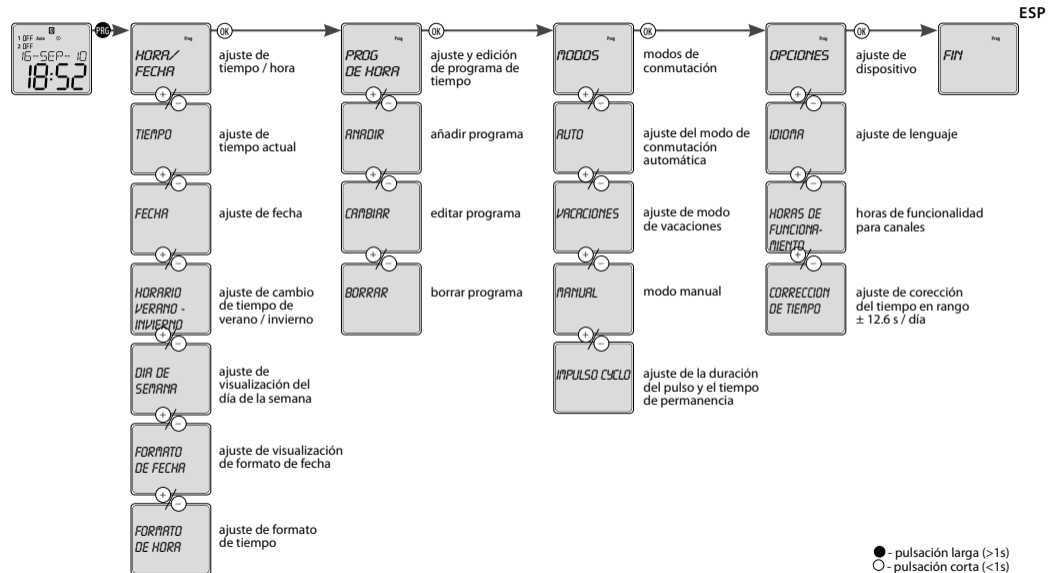 ESP
1 OFF Auto
2 OFF
16-SEP-10
18:52
PRG
Prog
HORA/
FECHA
ajuste de
tiempo / hora
+/-
TIEMPO
ajuste de
tiempo actual
+/-
FECHA
ajuste de fecha
+/-
HORARIO
VERANO -
INVIERNO
ajuste de cambio
de tiempo de
verano / invierno
+/-
DIA DE
SEMANA
ajuste de
visualización del
día de la semana
+/-
FORMATO
DE FECHA
ajuste de visualización
de formato de fecha
+/-
FORMATO
DE HORA
ajuste de formato
de tiempo
OK
Prog
PROG
DE HORA
ajuste y edición
de programa de
tiempo
+/-
ANADIR
añadir programa
+/-
CAMBIAR
editar programa
+/-
BORRAR
borrar programa
OK
Prog
MODOS
modos de
conmutación
+/-
AUTO
ajuste del modo de
conmutación
automática
+/-
VACACIONES
ajuste de modo
de vacaciones
+/-
MANUAL
modo manual
+/-
IMPULSO CYCLO
ajuste de la duración
del pulso y el tiempo
de permanencia
OK
Prog
OPCIONES
ajuste de
dispositivo
+/-
IDIOMA
ajuste de lenguaje
+/-
HORAS DE
FUNCIONA-
MIENTO
horas de funcionalidad
para canales
+/-
CORRECCION
DE TIEMPO
ajuste de corección
del tiempo en rango
± 12.6 s / día
OK
Prog
FIN
- pulsación larga (>1s)
- pulsación corta (<1s)